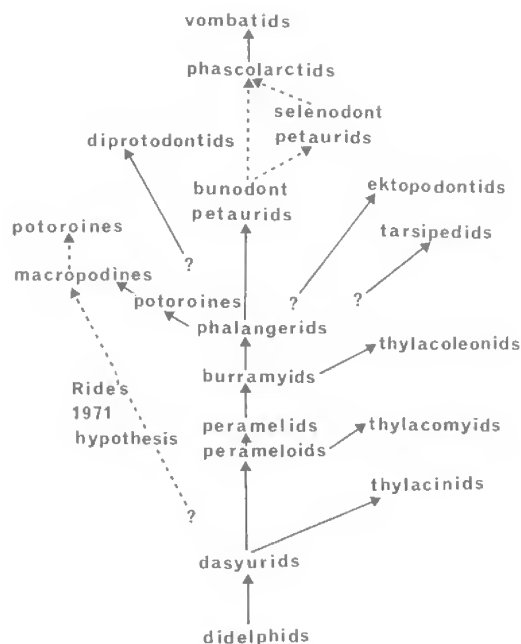 vombatids
phascolarctids
selenodont
petaurids
diprotodontids
bunodont
petaurids
ektopodontids
potoroines
tarsipedids
?
macropodines
potoroines
?
?
phalangerids
burramyids
thylacoleonids
Ride's
1971
hypothesis
peramelids
perameloids
thylacomyids
thylacinids
?
dasyurids
didelphids